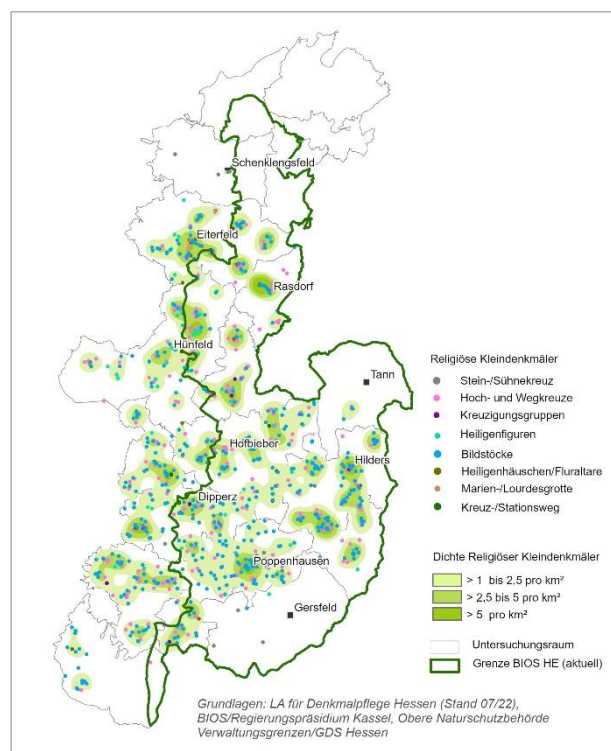 Schenklengsfeld
Eiterfeld
Rasdorf
Hünfeld
Tann
Hofbieber
Hilders
Dipperz
Poppenhausen
Gersfeld
Religiöse Kleindenkmäler
Stein-/Sühnekreuz
Hoch- und Wegkreuze
Kreuzigungsgruppen
Heiligenfiguren
Bildstöcke
Heiligenhäuschen/Fluraltare
Marien-/Lourdesgrotte
Kreuz-/Stationsweg
Dichte Religiöser Kleindenkmäler
> 1 bis 2,5 pro km²
> 2,5 bis 5 pro km²
> 5 pro km²
Untersuchungsraum
Grenze BIOS HE (aktuell)
Grundlagen: LA für Denkmalpflege Hessen (Stand 07/22),
BIOS/Regierungspräsidium Kassel, Obere Naturschutzbehörde
Verwaltungsgrenzen/GDS Hessen